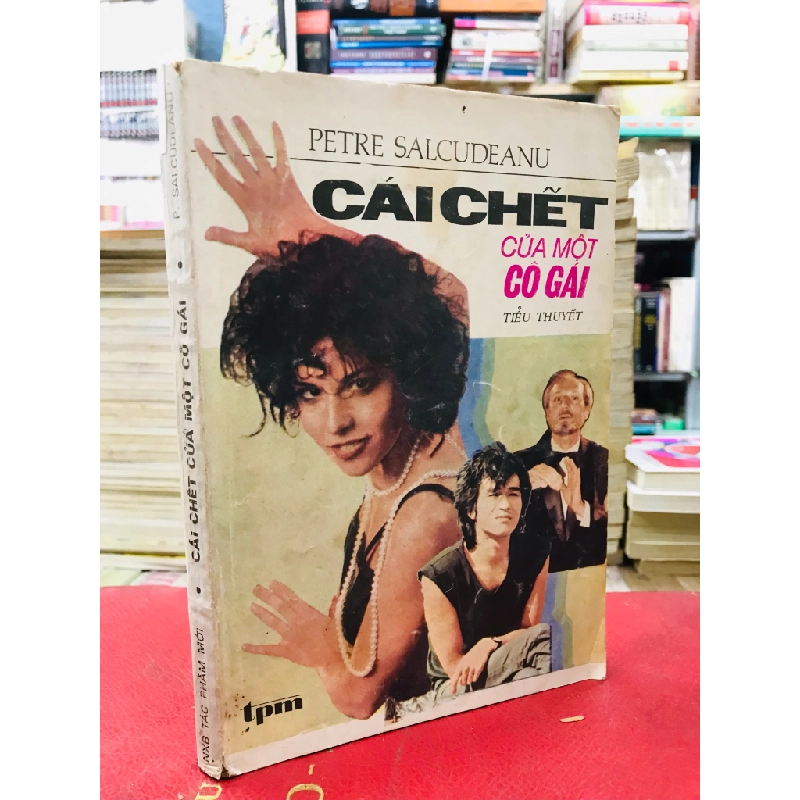 PETRE SALCUDEANU
CÁI CHẾT
CỦA MỘT
CÔ GÁI
TIỂU THUYẾT
tpm
P. SALCUDEANU • CÁI CHẾT CỦA MỘT CÔ GÁI • NXB TÁC PHẨM MỚI